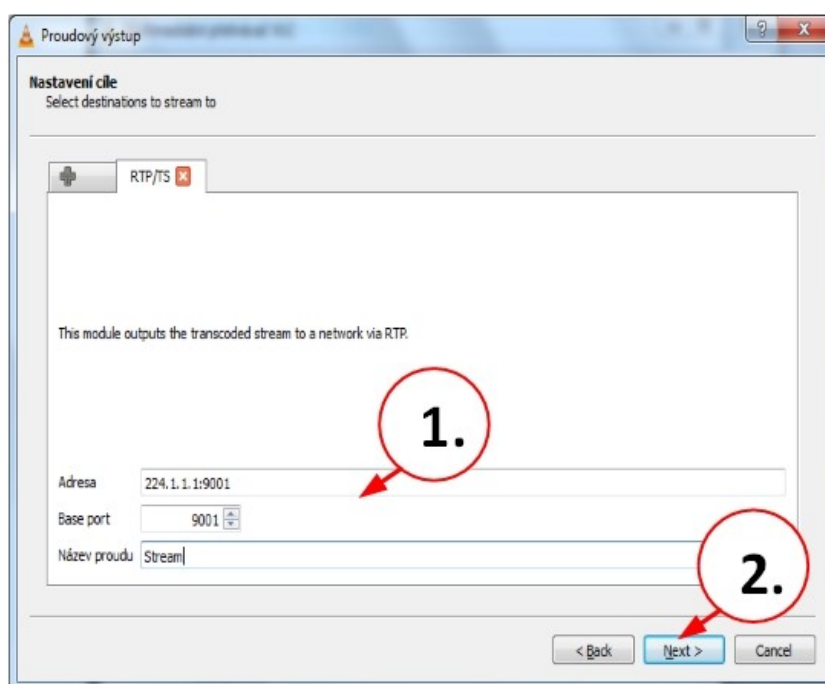 Proudový výstup
Nastavení cíle
Select destinations to stream to
RTP/TS
This module outputs the transcoded stream to a network via RTP.
1.
Adresa 224.1.1.1:9001
Base port 9001
Název proudu Stream
2.
< Back Next > Cancel